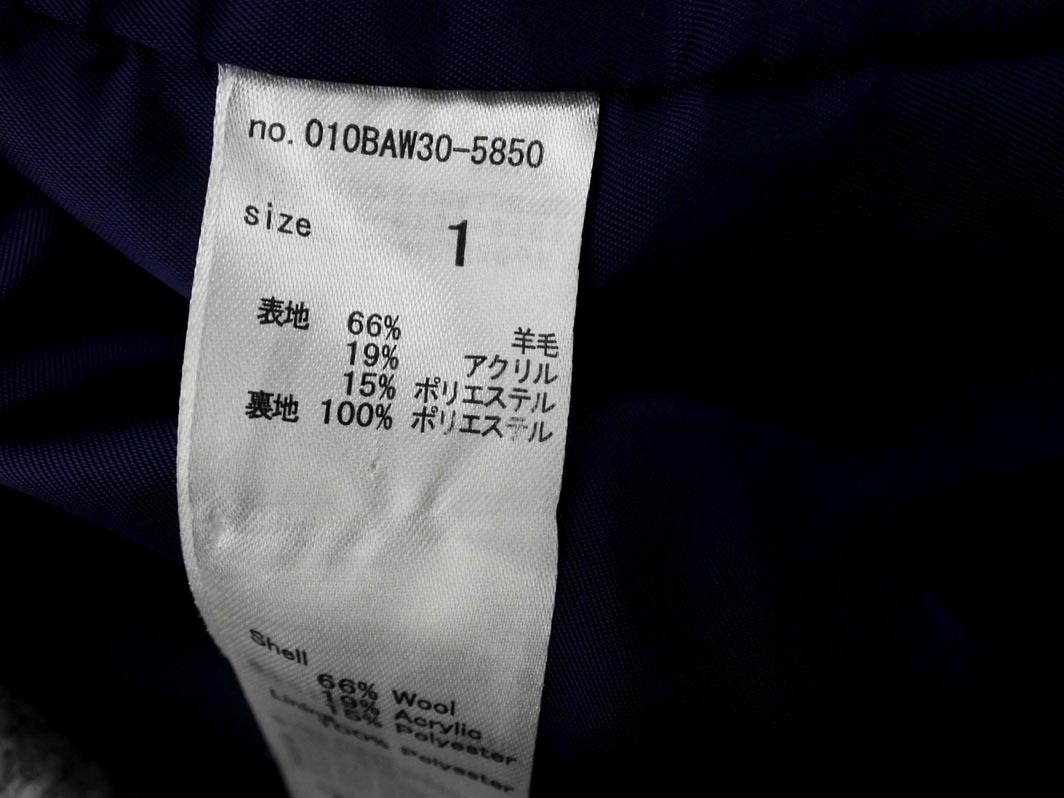 no. 010BAW30-5850
size 1
表地 66% 羊毛
19% アクリル
15% ポリエステル
裏地 100% ポリエステル
Shell
66% Wool
19% Acrylic
15% Polyester
100% Polyester